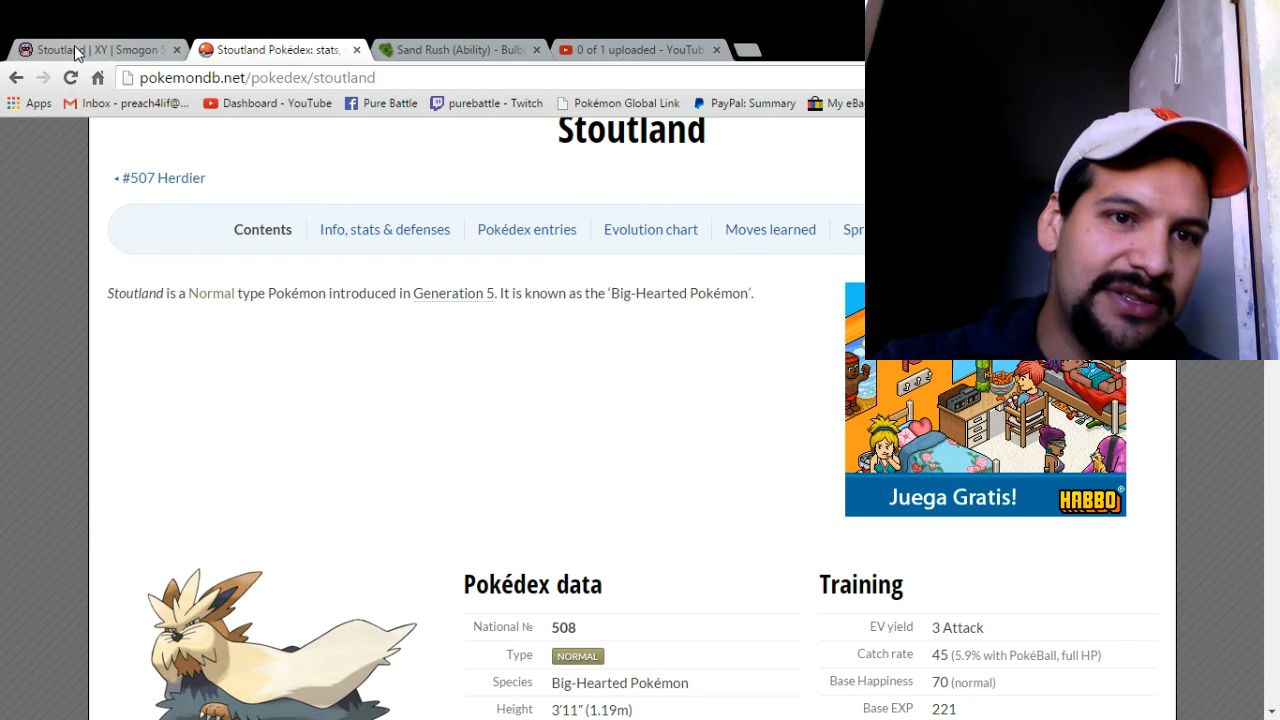 Stoutland | XY | Smogon S
Stoutland Pokédex: stats,
Sand Rush (Ability) - Bulb
0 of 1 uploaded - YouTub
pokemondb.net/pokedex/stoutland
Apps
Inbox - preach4lif@...
Dashboard - YouTube
Pure Battle
purebattle - Twitch
Pokémon Global Link
PayPal: Summary
My eBa
Stoutland
#507 Herdier
Contents
Info, stats & defenses
Pokédex entries
Evolution chart
Moves learned
Spr
Stoutland is a Normal type Pokémon introduced in Generation 5. It is known as the ‘Big-Hearted Pokémon’.
Juega Gratis!
HABBO
Pokédex data
National № 508
Type NORMAL
Species Big-Hearted Pokémon
Height 3′11″ (1.19m)
Training
EV yield 3 Attack
Catch rate 45 (5.9% with PokéBall, full HP)
Base Happiness 70 (normal)
Base EXP 221